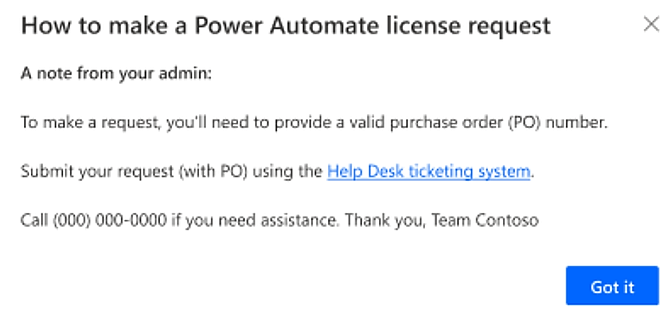 How to make a Power Automate license request
A note from your admin:
To make a request, you'll need to provide a valid purchase order (PO) number.
Submit your request (with PO) using the Help Desk ticketing system.
Call (000) 000-0000 if you need assistance. Thank you, Team Contoso
Got it